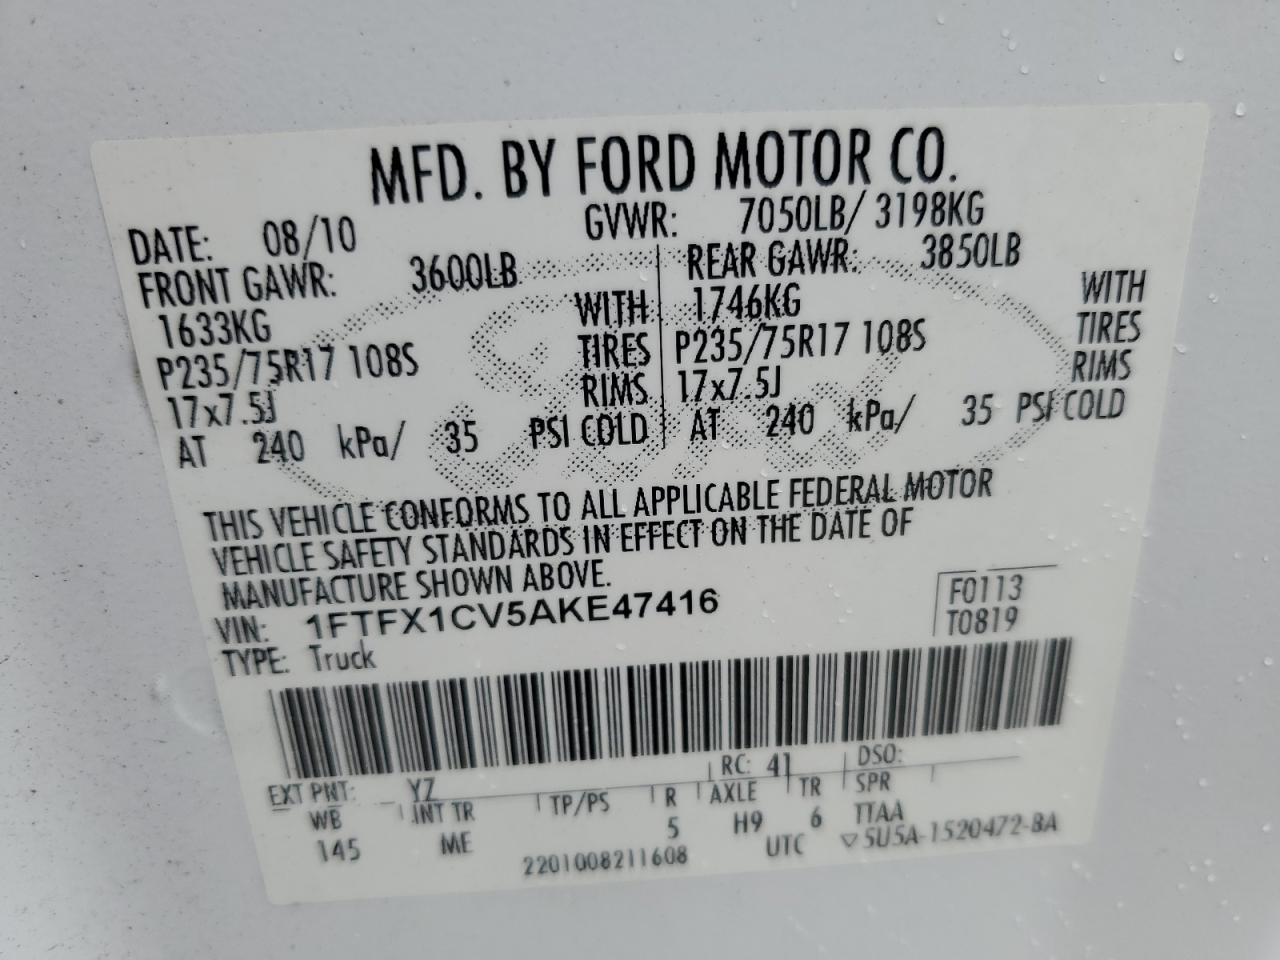 MFD. BY FORD MOTOR CO.
DATE: 08/10 GVWR: 7050LB/ 3198KG
FRONT GAWR: 3600LB REAR GAWR: 3850LB
1633KG WITH 1746KG WITH
P235/75R17 108S TIRES P235/75R17 108S TIRES
17x7.5J RIMS 17x7.5J RIMS
AT 240 kPa/ 35 PSI COLD AT 240 kPa/ 35 PSI COLD
THIS VEHICLE CONFORMS TO ALL APPLICABLE FEDERAL MOTOR
VEHICLE SAFETY STANDARDS IN EFFECT ON THE DATE OF
MANUFACTURE SHOWN ABOVE.
VIN: 1FTFX1CV5AKE47416
TYPE: Truck
F0113
T0819
EXT PNT: YZ RC: 41 DSO:
WB INT TR TP/PS R AXLE TR SPR
145 ME 5 H9 6 TTAA
2201008211608 UTC ▽5U5A-1520472-BA